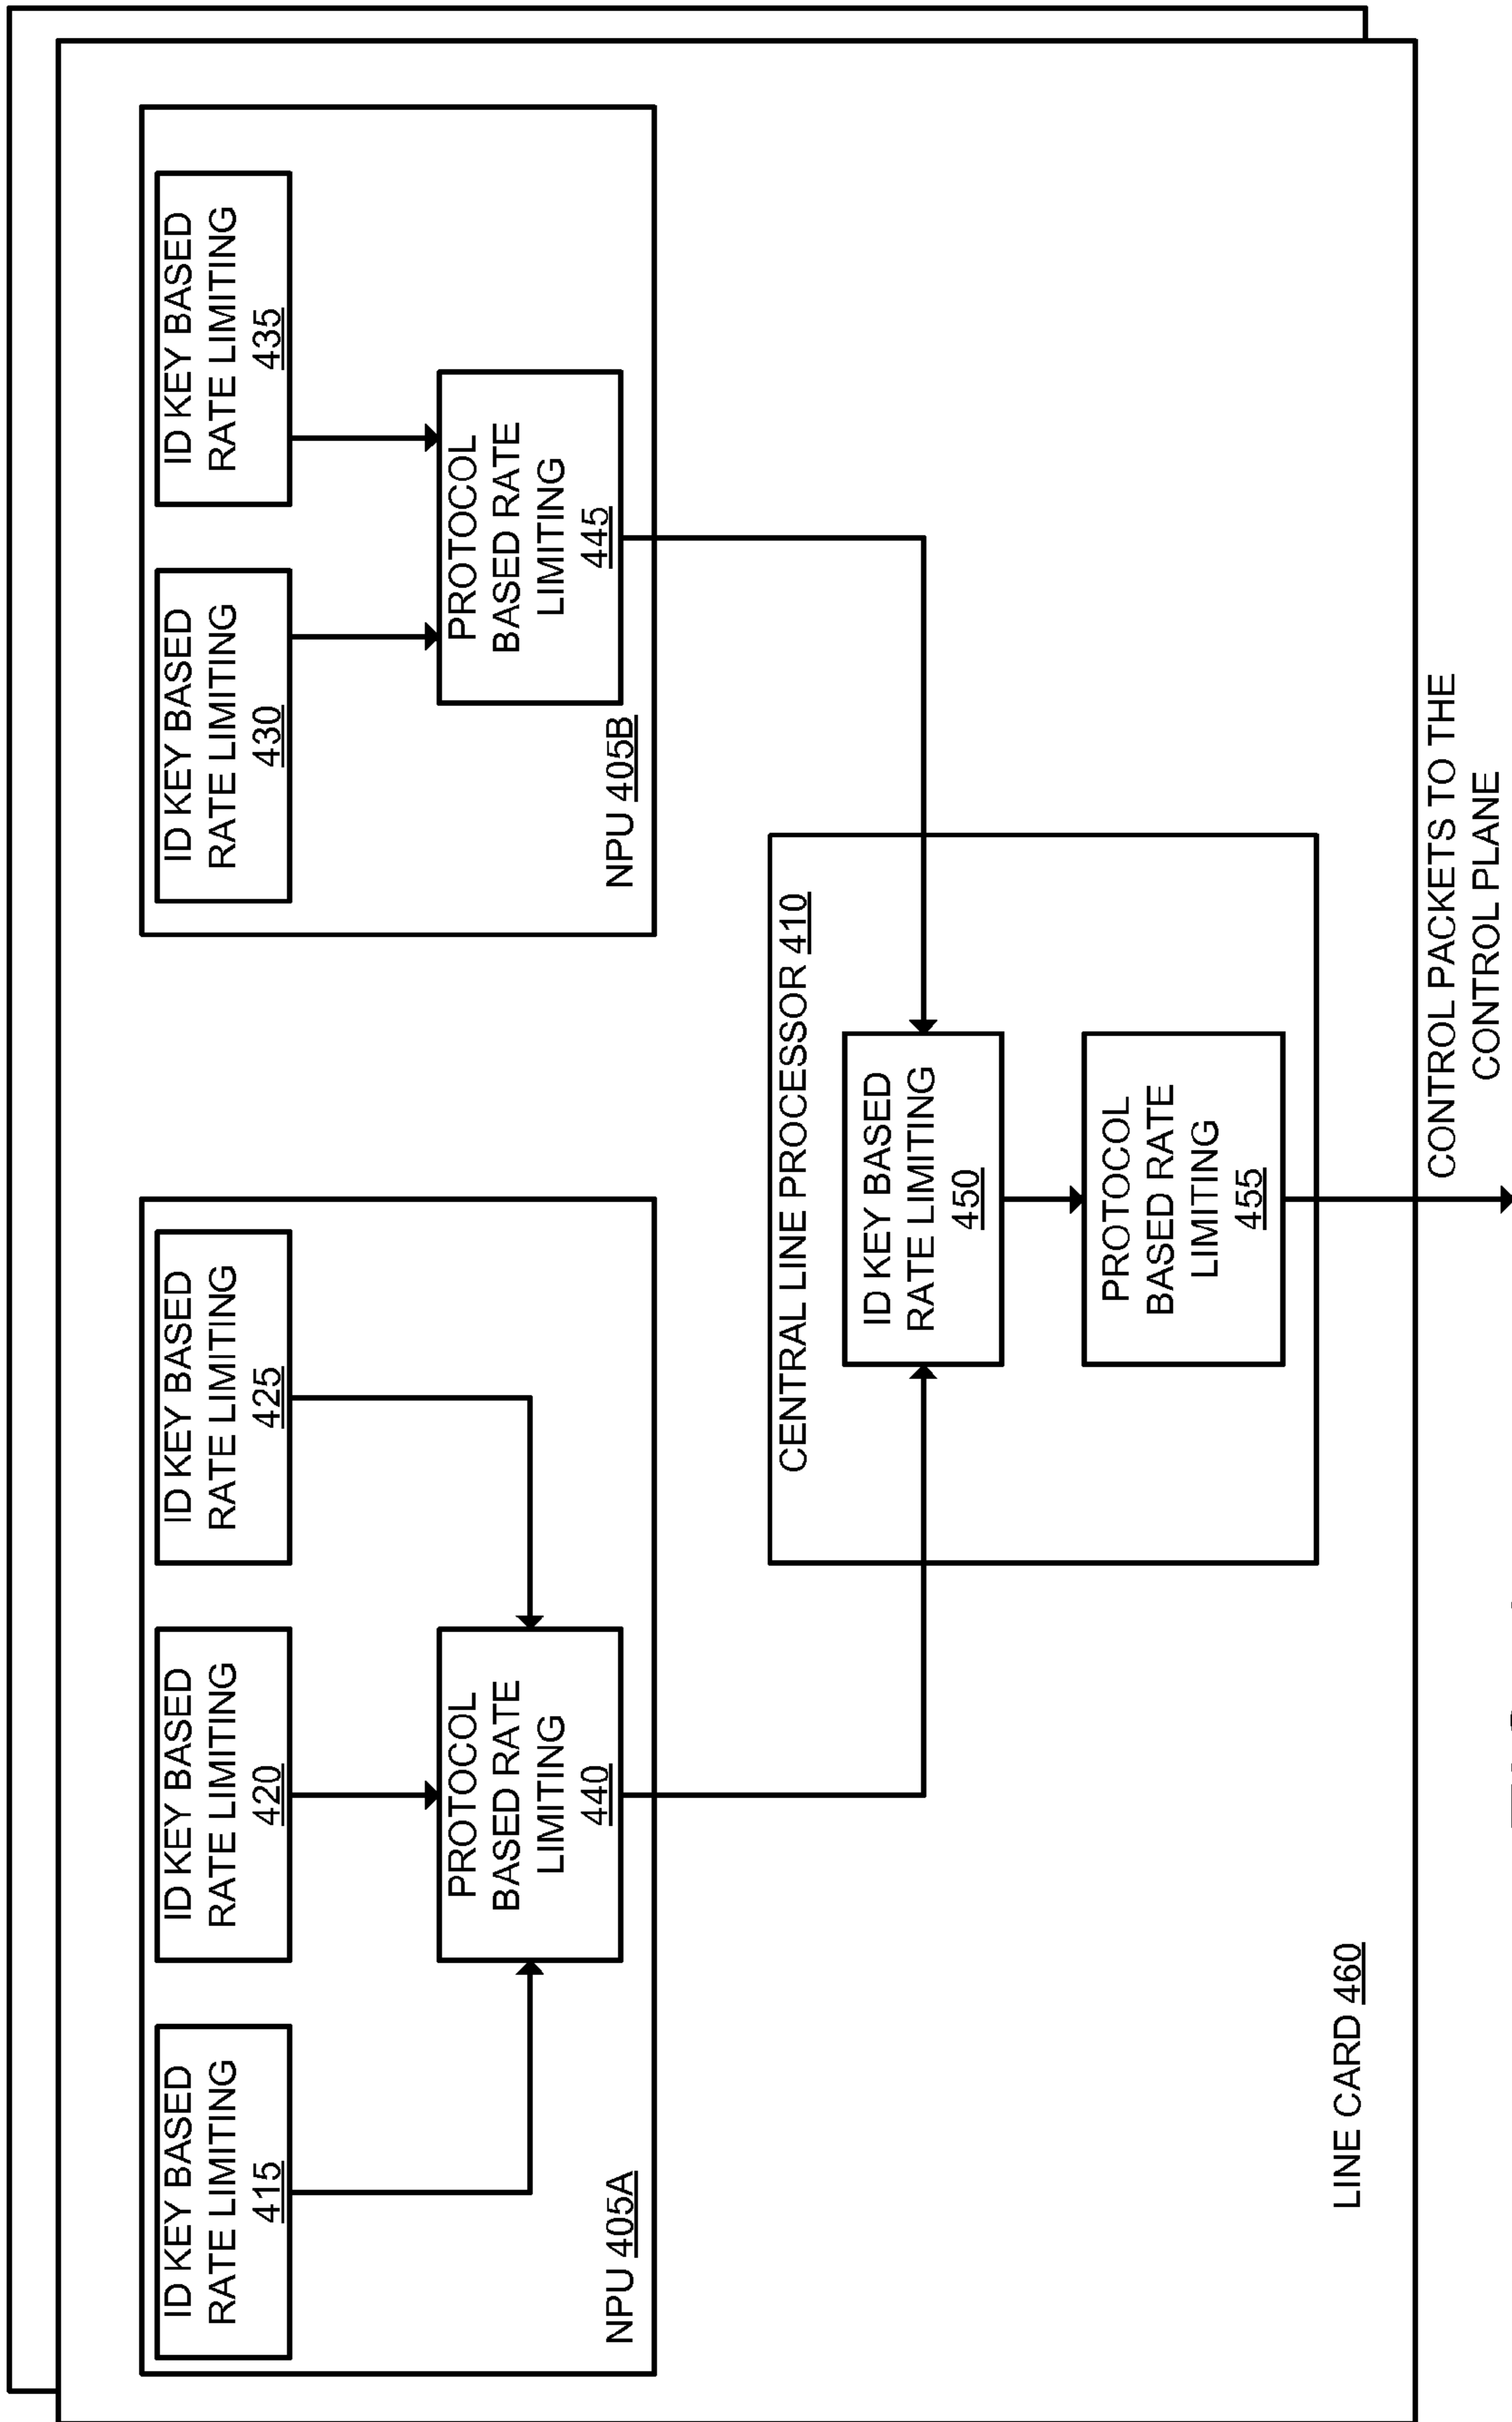 ID KEY BASED
RATE LIMITING
415
ID KEY BASED
RATE LIMITING
420
ID KEY BASED
RATE LIMITING
425
PROTOCOL
BASED RATE
LIMITING
440
NPU 405A
ID KEY BASED
RATE LIMITING
430
ID KEY BASED
RATE LIMITING
435
PROTOCOL
BASED RATE
LIMITING
445
NPU 405B
CENTRAL LINE PROCESSOR 410
ID KEY BASED
RATE LIMITING
450
PROTOCOL
BASED RATE
LIMITING
455
LINE CARD 460
CONTROL PACKETS TO THE
CONTROL PLANE